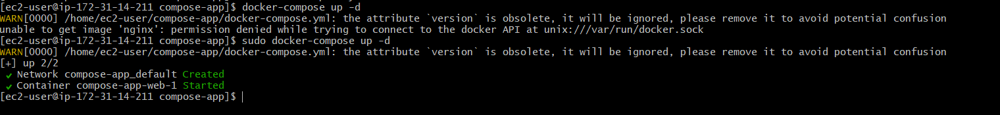 [ec2-user@ip-172-31-14-211 compose-app]$ docker-compose up -d
WARN[0000] /home/ec2-user/compose-app/docker-compose.yml: the attribute `version` is obsolete, it will be ignored, please remove it to avoid potential confusion
unable to get image 'nginx': permission denied while trying to connect to the docker API at unix:///var/run/docker.sock
[ec2-user@ip-172-31-14-211 compose-app]$ sudo docker-compose up -d
WARN[0000] /home/ec2-user/compose-app/docker-compose.yml: the attribute `version` is obsolete, it will be ignored, please remove it to avoid potential confusion
[+] up 2/2
✔ Network compose-app_default Created
✔ Container compose-app-web-1 Started
[ec2-user@ip-172-31-14-211 compose-app]$